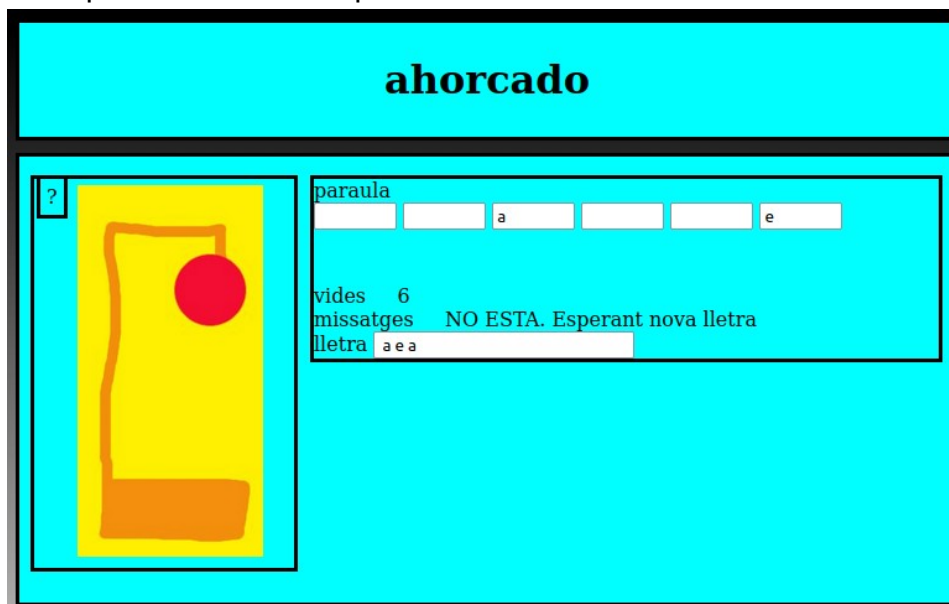 ahorcado
?
paraula
a e
vides 6
missatges NO ESTA. Esperant nova lletra
lletra a e a